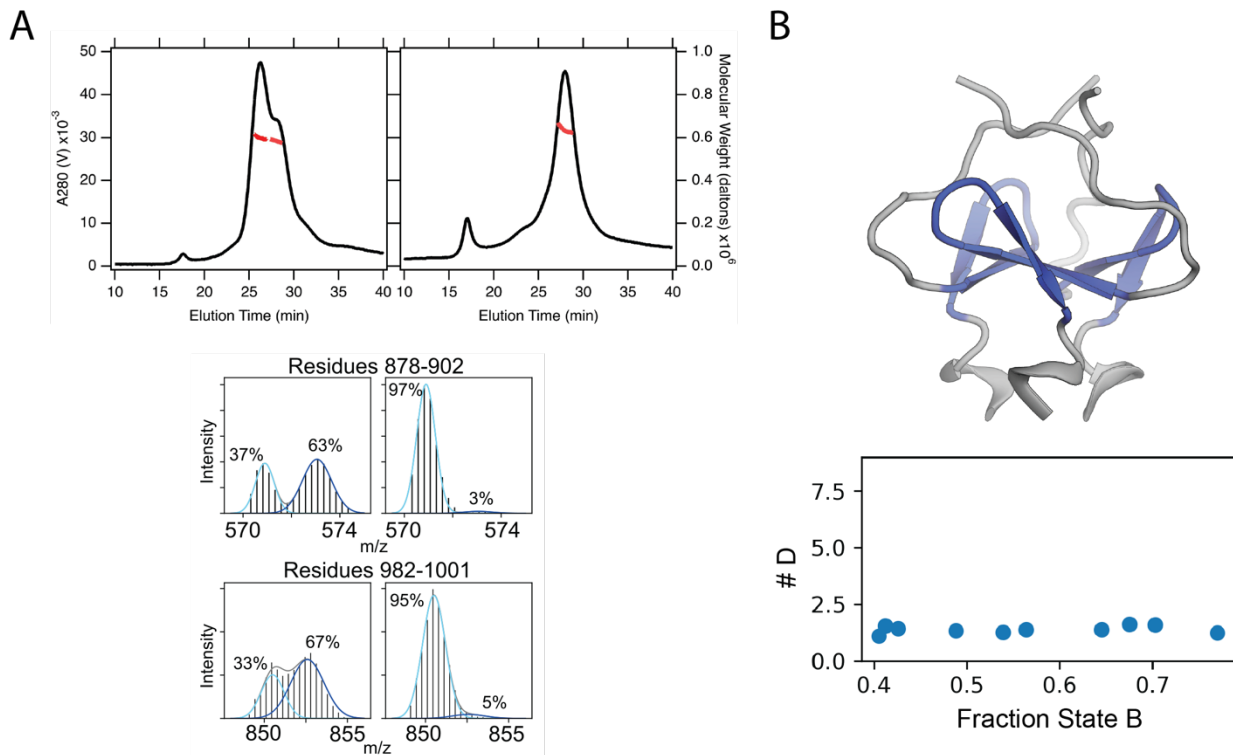 A
B
50
40
30
20
10
0
A280 (V) x10⁻³
10 15 20 25 30 35 40
Elution Time (min)
10 15 20 25 30 35 40
Elution Time (min)
1.0
0.8
0.6
0.4
0.2
0.0
Molecular Weight (daltons) x10⁶
Residues 878-902
Intensity
37%
63%
97%
3%
570 574
570 574
m/z
Residues 982-1001
Intensity
33%
67%
95%
5%
850 855
850 855
m/z
7.5
5.0
2.5
0.0
# D
0.4 0.5 0.6 0.7
Fraction State B